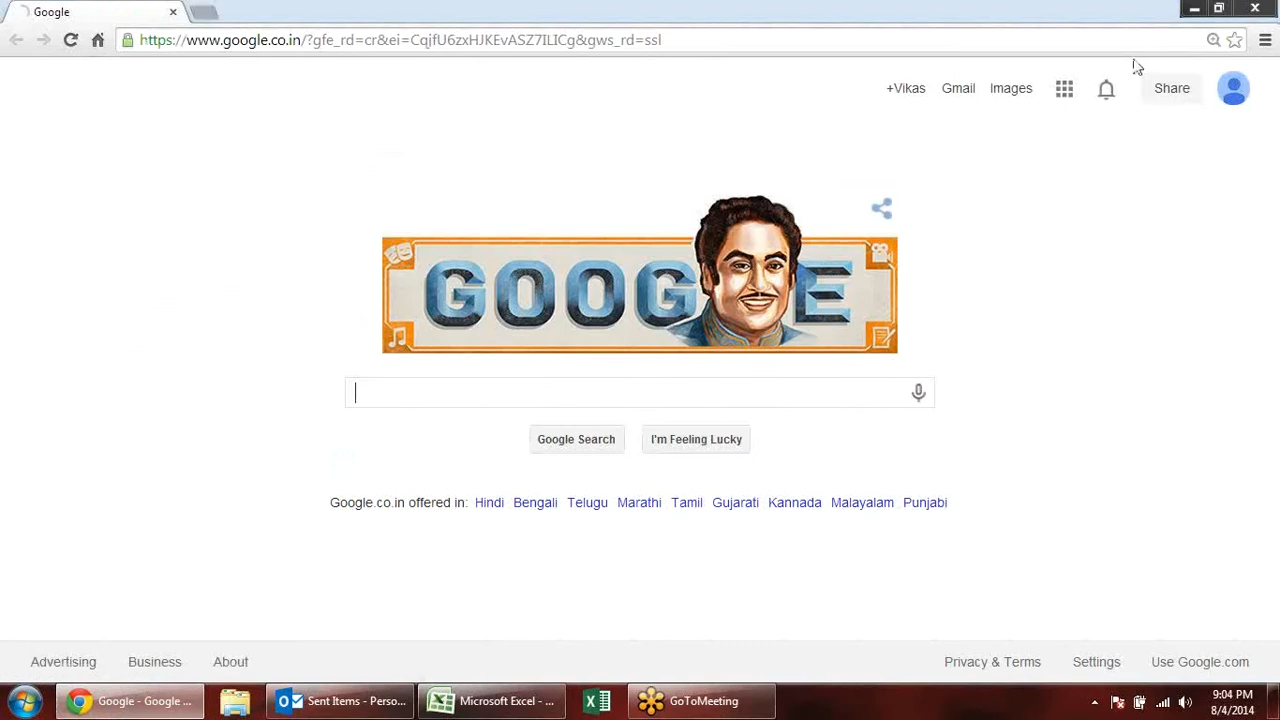 Google
https://www.google.co.in/?gfe_rd=cr&ei=CqjfU6zxHJKEvASZ7ILICg&gws_rd=ssl
+Vikas Gmail Images Share
GOOG E
Google Search I'm Feeling Lucky
Google.co.in offered in: Hindi Bengali Telugu Marathi Tamil Gujarati Kannada Malayalam Punjabi
Advertising Business About Privacy & Terms Settings Use Google.com
Google - Google ... Sent Items - Perso... Microsoft Excel - ... GoToMeeting 9:04 PM
8/4/2014